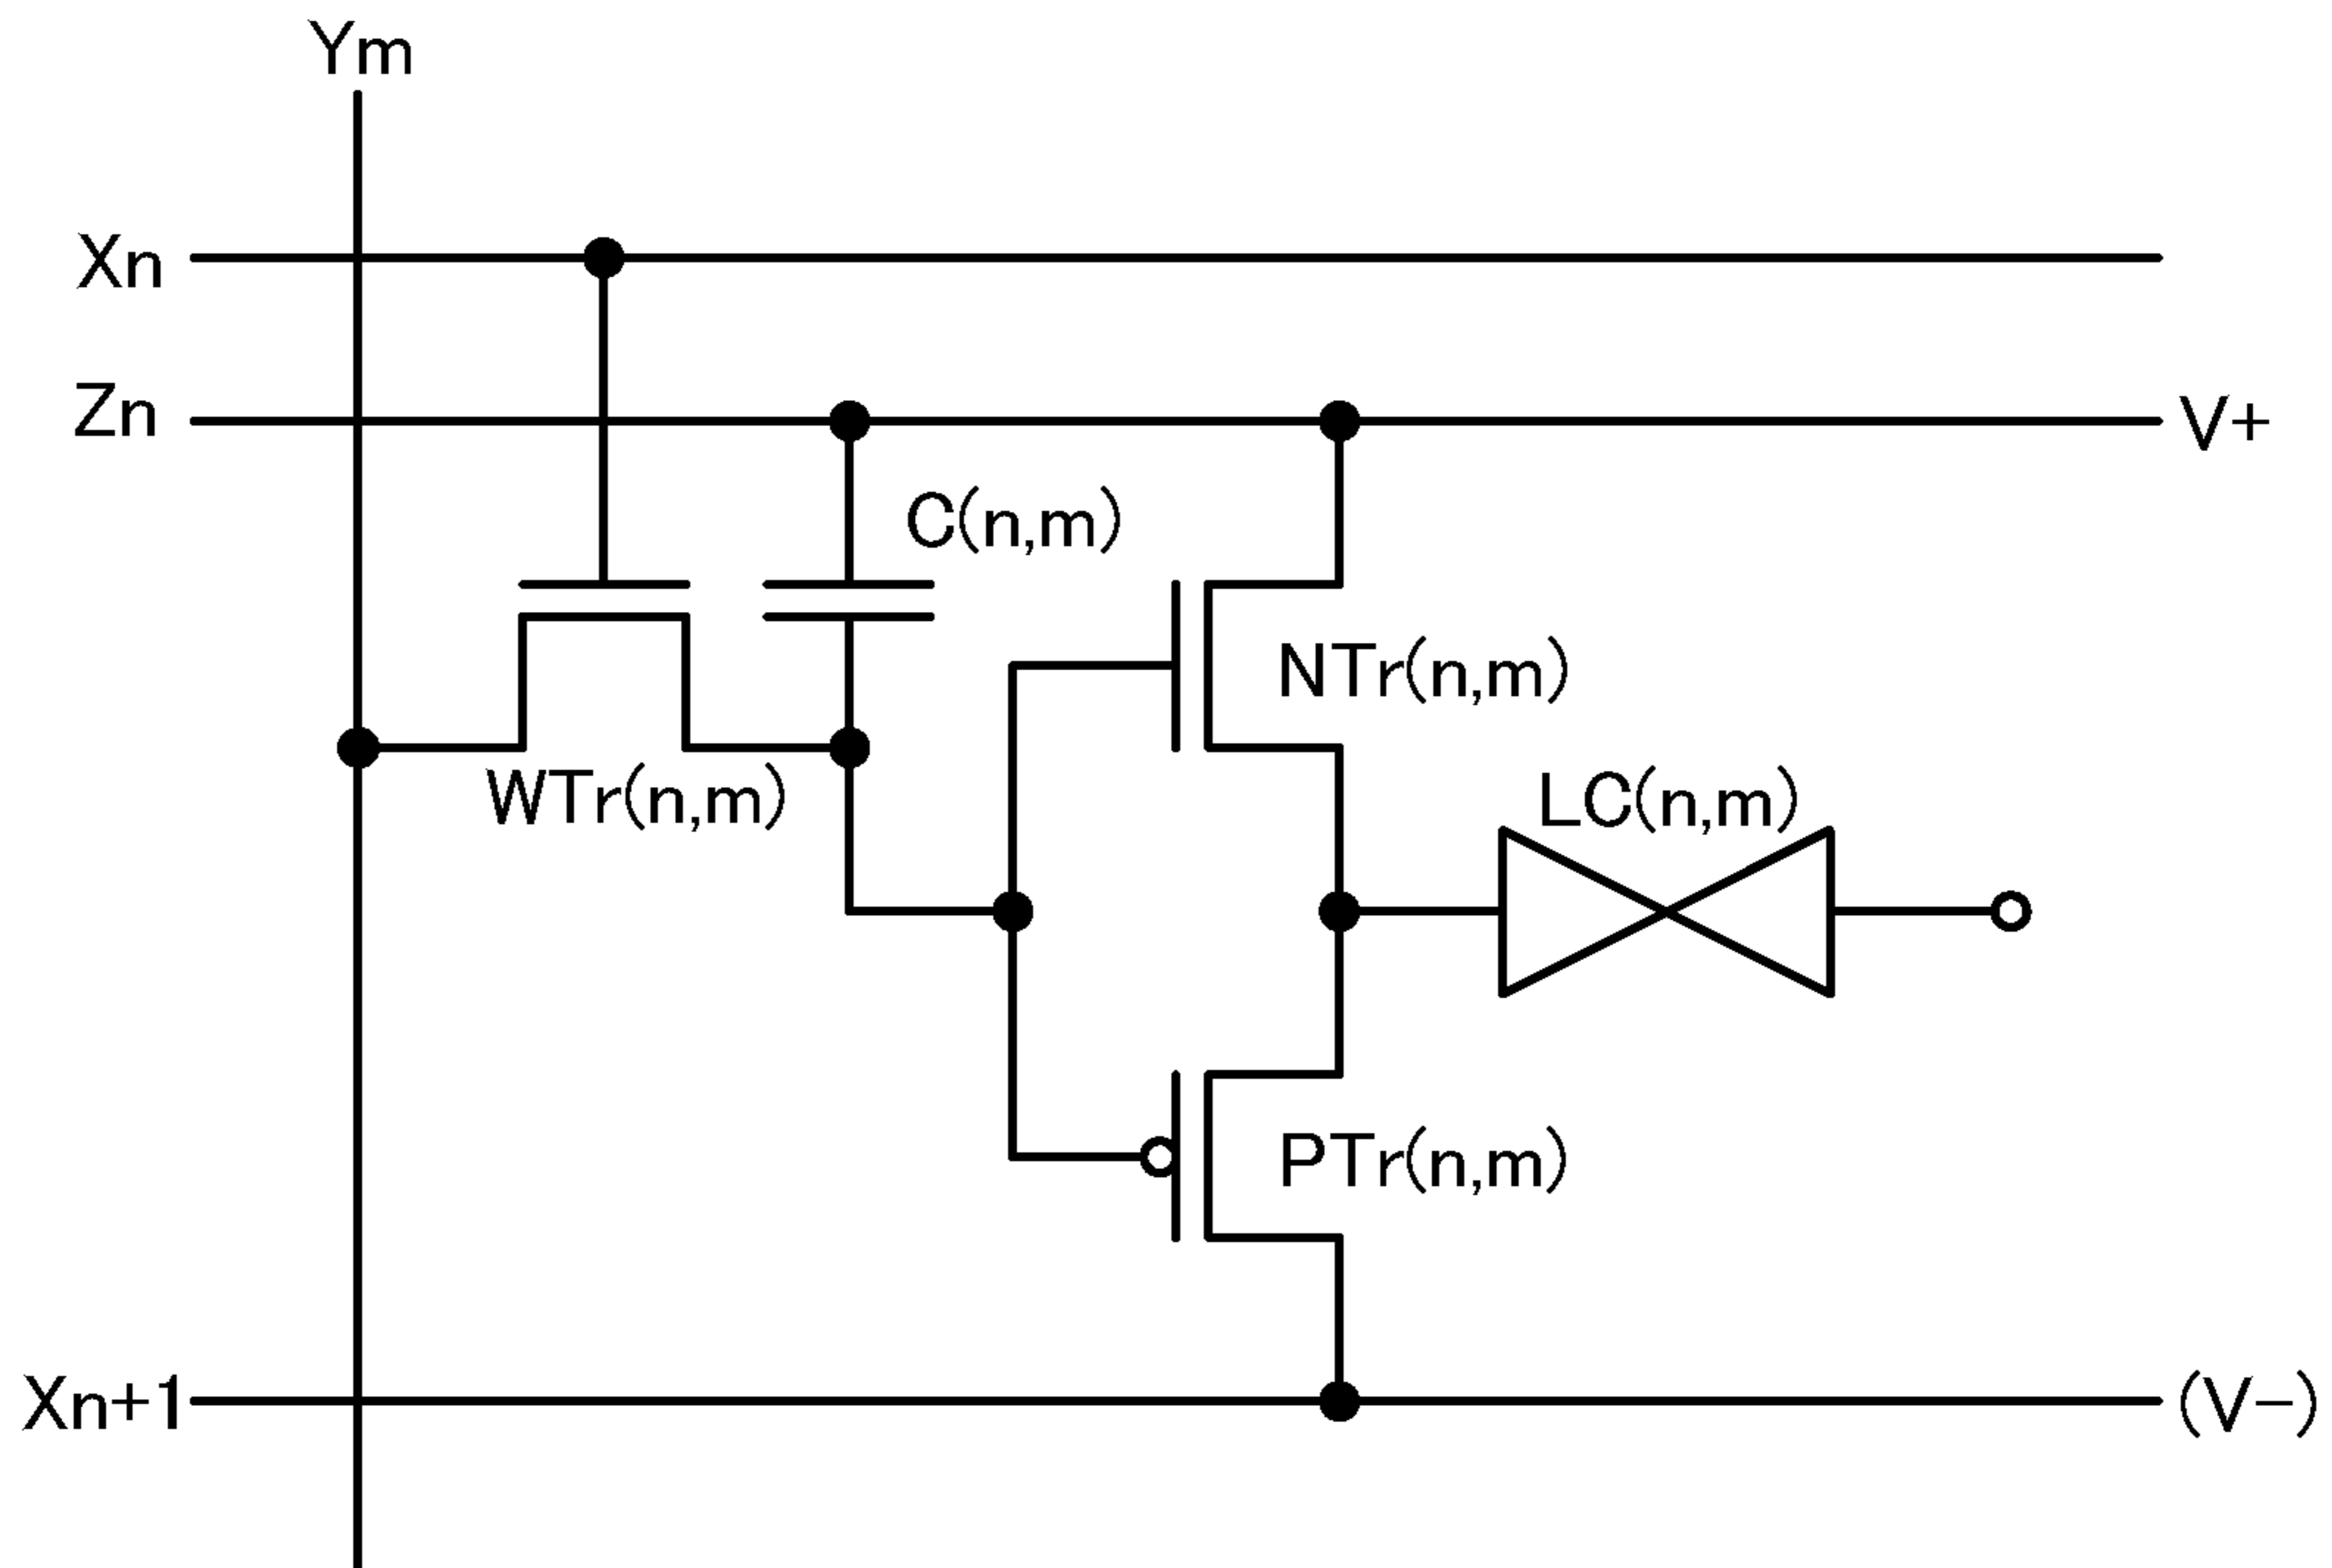 Ym
Xn
Zn
V+
C(n,m)
NTr(n,m)
WTr(n,m)
LC(n,m)
PTr(n,m)
Xn+1
(V-)